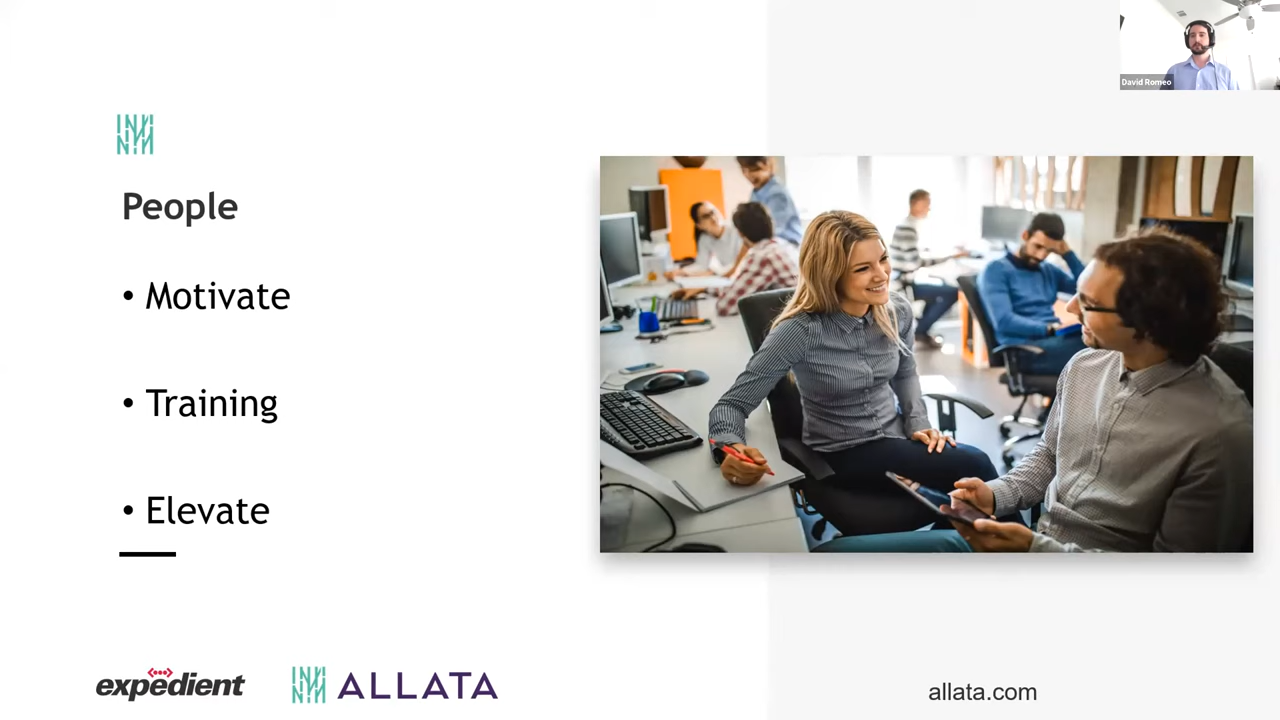 David Romeo
People
• Motivate
• Training
• Elevate
expedient
ALLATA
allata.com